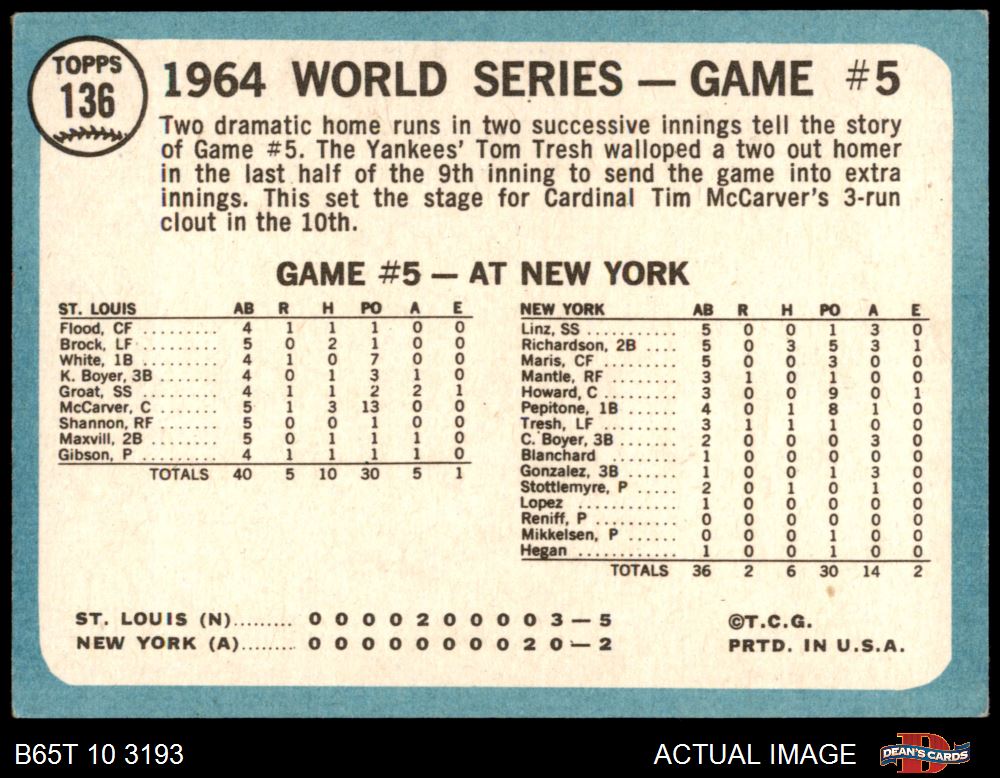 TOPPS
136
1964 WORLD SERIES — GAME #5
Two dramatic home runs in two successive innings tell the story
of Game #5. The Yankees' Tom Tresh walloped a two out homer
in the last half of the 9th inning to send the game into extra
innings. This set the stage for Cardinal Tim McCarver's 3-run
clout in the 10th.
GAME #5 — AT NEW YORK
ST. LOUIS AB R H PO A E
Flood, CF .......... 4 1 1 1 0 0
Brock, LF .......... 5 0 2 1 0 0
White, 1B .......... 4 1 0 7 0 0
K. Boyer, 3B ....... 4 0 1 3 1 0
Groat, SS .......... 4 1 1 2 2 1
McCarver, C ....... 5 1 3 13 0 0
Shannon, RF ....... 5 0 0 1 0 0
Maxvill, 2B ........ 5 0 1 1 1 0
Gibson, P .......... 4 1 1 1 1 0
TOTALS 40 5 10 30 5 1
NEW YORK AB R H PO A E
Linz, SS ............ 5 0 0 1 3 0
Richardson, 2B .... 5 0 3 5 3 1
Maris, CF .......... 5 0 0 3 0 0
Mantle, RF ......... 3 1 0 1 0 0
Howard, C .......... 3 0 0 9 0 1
Pepitone, 1B ....... 4 0 1 8 1 0
Tresh, LF .......... 3 1 1 1 0 0
C. Boyer, 3B ....... 2 0 0 0 3 0
Blanchard .......... 1 0 0 0 0 0
Gonzalez, 3B ....... 1 0 0 1 3 0
Stottlemyre, P ..... 2 0 1 0 1 0
Lopez .............. 1 0 0 0 0 0
Reniff, P ........... 0 0 0 0 0 0
Mikkelsen, P ...... 0 0 0 1 0 0
Hegan ............. 1 0 0 1 0 0
TOTALS 36 2 6 30 14 2
ST. LOUIS (N)......... 0 0 0 0 2 0 0 0 0 3 — 5
NEW YORK (A)........ 0 0 0 0 0 0 0 0 2 0 — 2
©T.C.G.
PRTD. IN U.S.A.
B65T 10 3193
ACTUAL IMAGE
DEAN'S CARDS